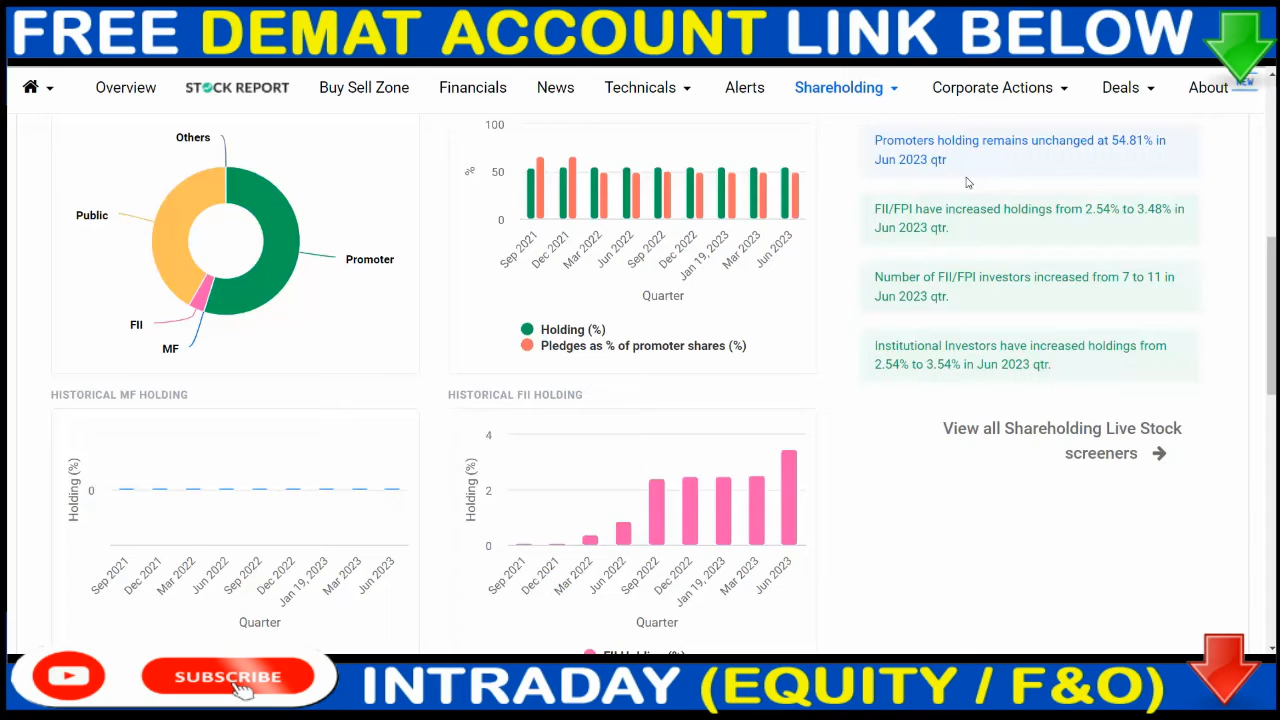 FREE DEMAT ACCOUNT LINK BELOW
Overview
STOCK REPORT
Buy Sell Zone
Financials
News
Technicals
Alerts
Shareholding
Corporate Actions
Deals
About
NEW
Others
Public
Promoter
FII
MF
100
50
0
%
Sep 2021
Dec 2021
Mar 2022
Jun 2022
Sep 2022
Dec 2022
Jan 19, 2023
Mar 2023
Jun 2023
Quarter
Holding (%)
Pledges as % of promoter shares (%)
Promoters holding remains unchanged at 54.81% in
Jun 2023 qtr
FII/FPI have increased holdings from 2.54% to 3.48% in
Jun 2023 qtr.
Number of FII/FPI investors increased from 7 to 11 in
Jun 2023 qtr.
Institutional Investors have increased holdings from
2.54% to 3.54% in Jun 2023 qtr.
View all Shareholding Live Stock
screeners
HISTORICAL MF HOLDING
Holding (%)
0
Sep 2021
Dec 2021
Mar 2022
Jun 2022
Sep 2022
Dec 2022
Jan 19, 2023
Mar 2023
Jun 2023
Quarter
HISTORICAL FII HOLDING
Holding (%)
4
2
0
Sep 2021
Dec 2021
Mar 2022
Jun 2022
Sep 2022
Dec 2022
Jan 19, 2023
Mar 2023
Jun 2023
Quarter
SUBSCRIBE
INTRADAY (EQUITY / F&O)